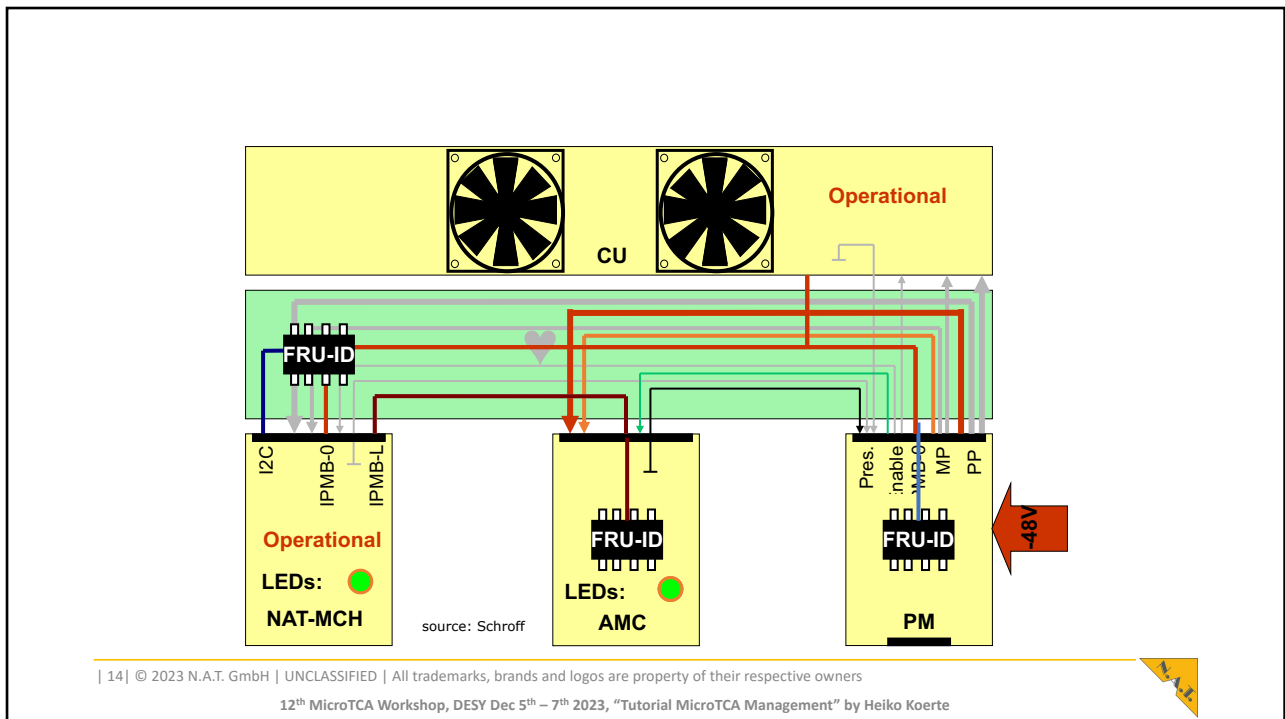 Operational
CU
FRU-ID
I2C
IPMB-0
IPMB-L
Pres.
MP
PP
-48V
FRU-ID
FRU-ID
Operational
LEDs:
LEDs:
NAT-MCH
source: Schroff
AMC
PM
| 14| © 2023 N.A.T. GmbH | UNCLASSIFIED | All trademarks, brands and logos are property of their respective owners
12th MicroTCA Workshop, DESY Dec 5th – 7th 2023, “Tutorial MicroTCA Management” by Heiko Koerte
N.A.T.